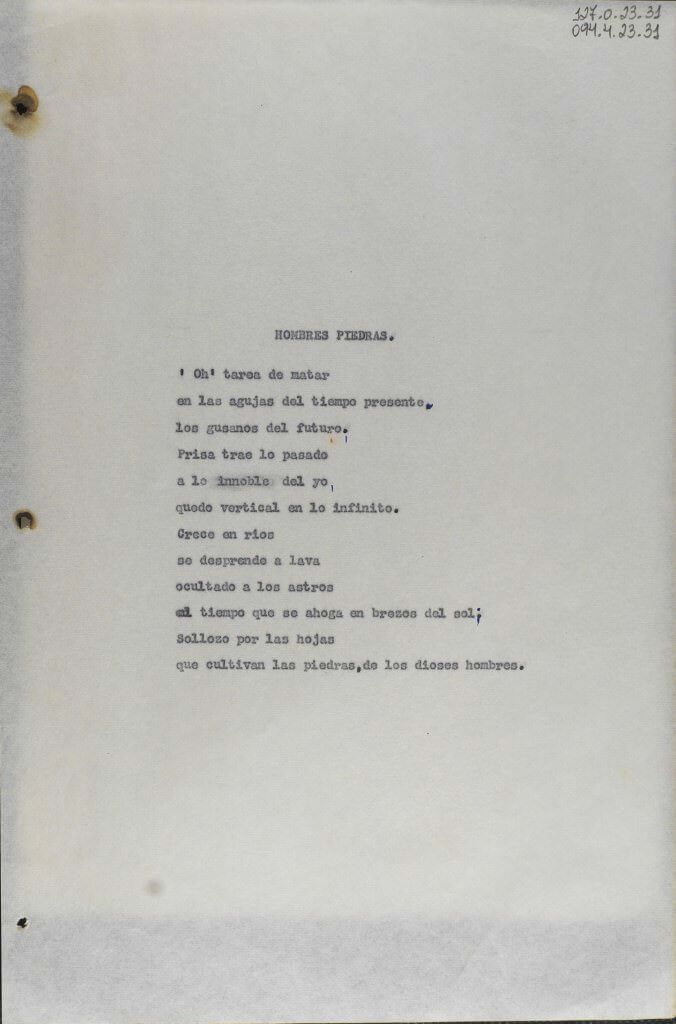 127.0.23.31
094.4.23.31
HOMBRES PIEDRAS.
' Oh' tarea de matar
en las agujas del tiempo presente,
los gusanos del futuro.
Prisa trae lo pasado
a lo innoble del yo,
quedo vertical en lo infinito.
Crece en rios
se desprende a lava
ocultado a los astros
el tiempo que se ahoga en brezos del sol;
Sollozo por las hojas
que cultivan las piedras,de los dioses hombres.